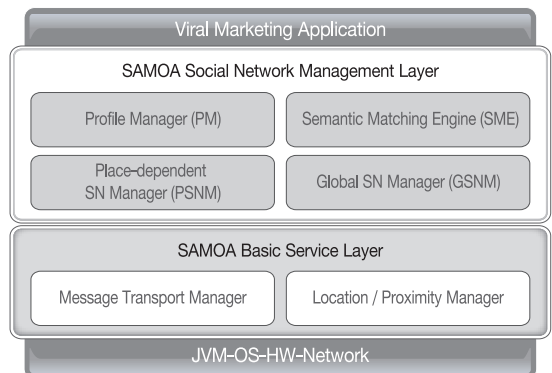 Viral Marketing Application
SAMOA Social Network Management Layer
Profile Manager (PM)
Semantic Matching Engine (SME)
Place-dependent
SN Manager (PSNM)
Global SN Manager (GSNM)
SAMOA Basic Service Layer
Message Transport Manager
Location / Proximity Manager
JVM-OS-HW-Network